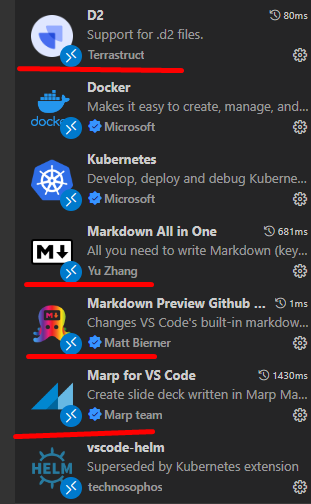 D2
80ms
Support for .d2 files.
Terrastruct
Docker
Makes it easy to create, manage, and...
Microsoft
docker
Kubernetes
Develop, deploy and debug Kuberne...
Microsoft
Markdown All in One
681ms
All you need to write Markdown (key...
Yu Zhang
M
Markdown Preview Github ...
1ms
Changes VS Code's built-in markdow...
Matt Bierner
M
Marp for VS Code
1430ms
Create slide deck written in Marp Ma...
Marp team
vscode-helm
Superseded by Kubernetes extension
technosophos
HELM